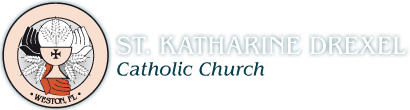 ST. KATHARINE DREXEL
Catholic Church
• WESTON, FL •